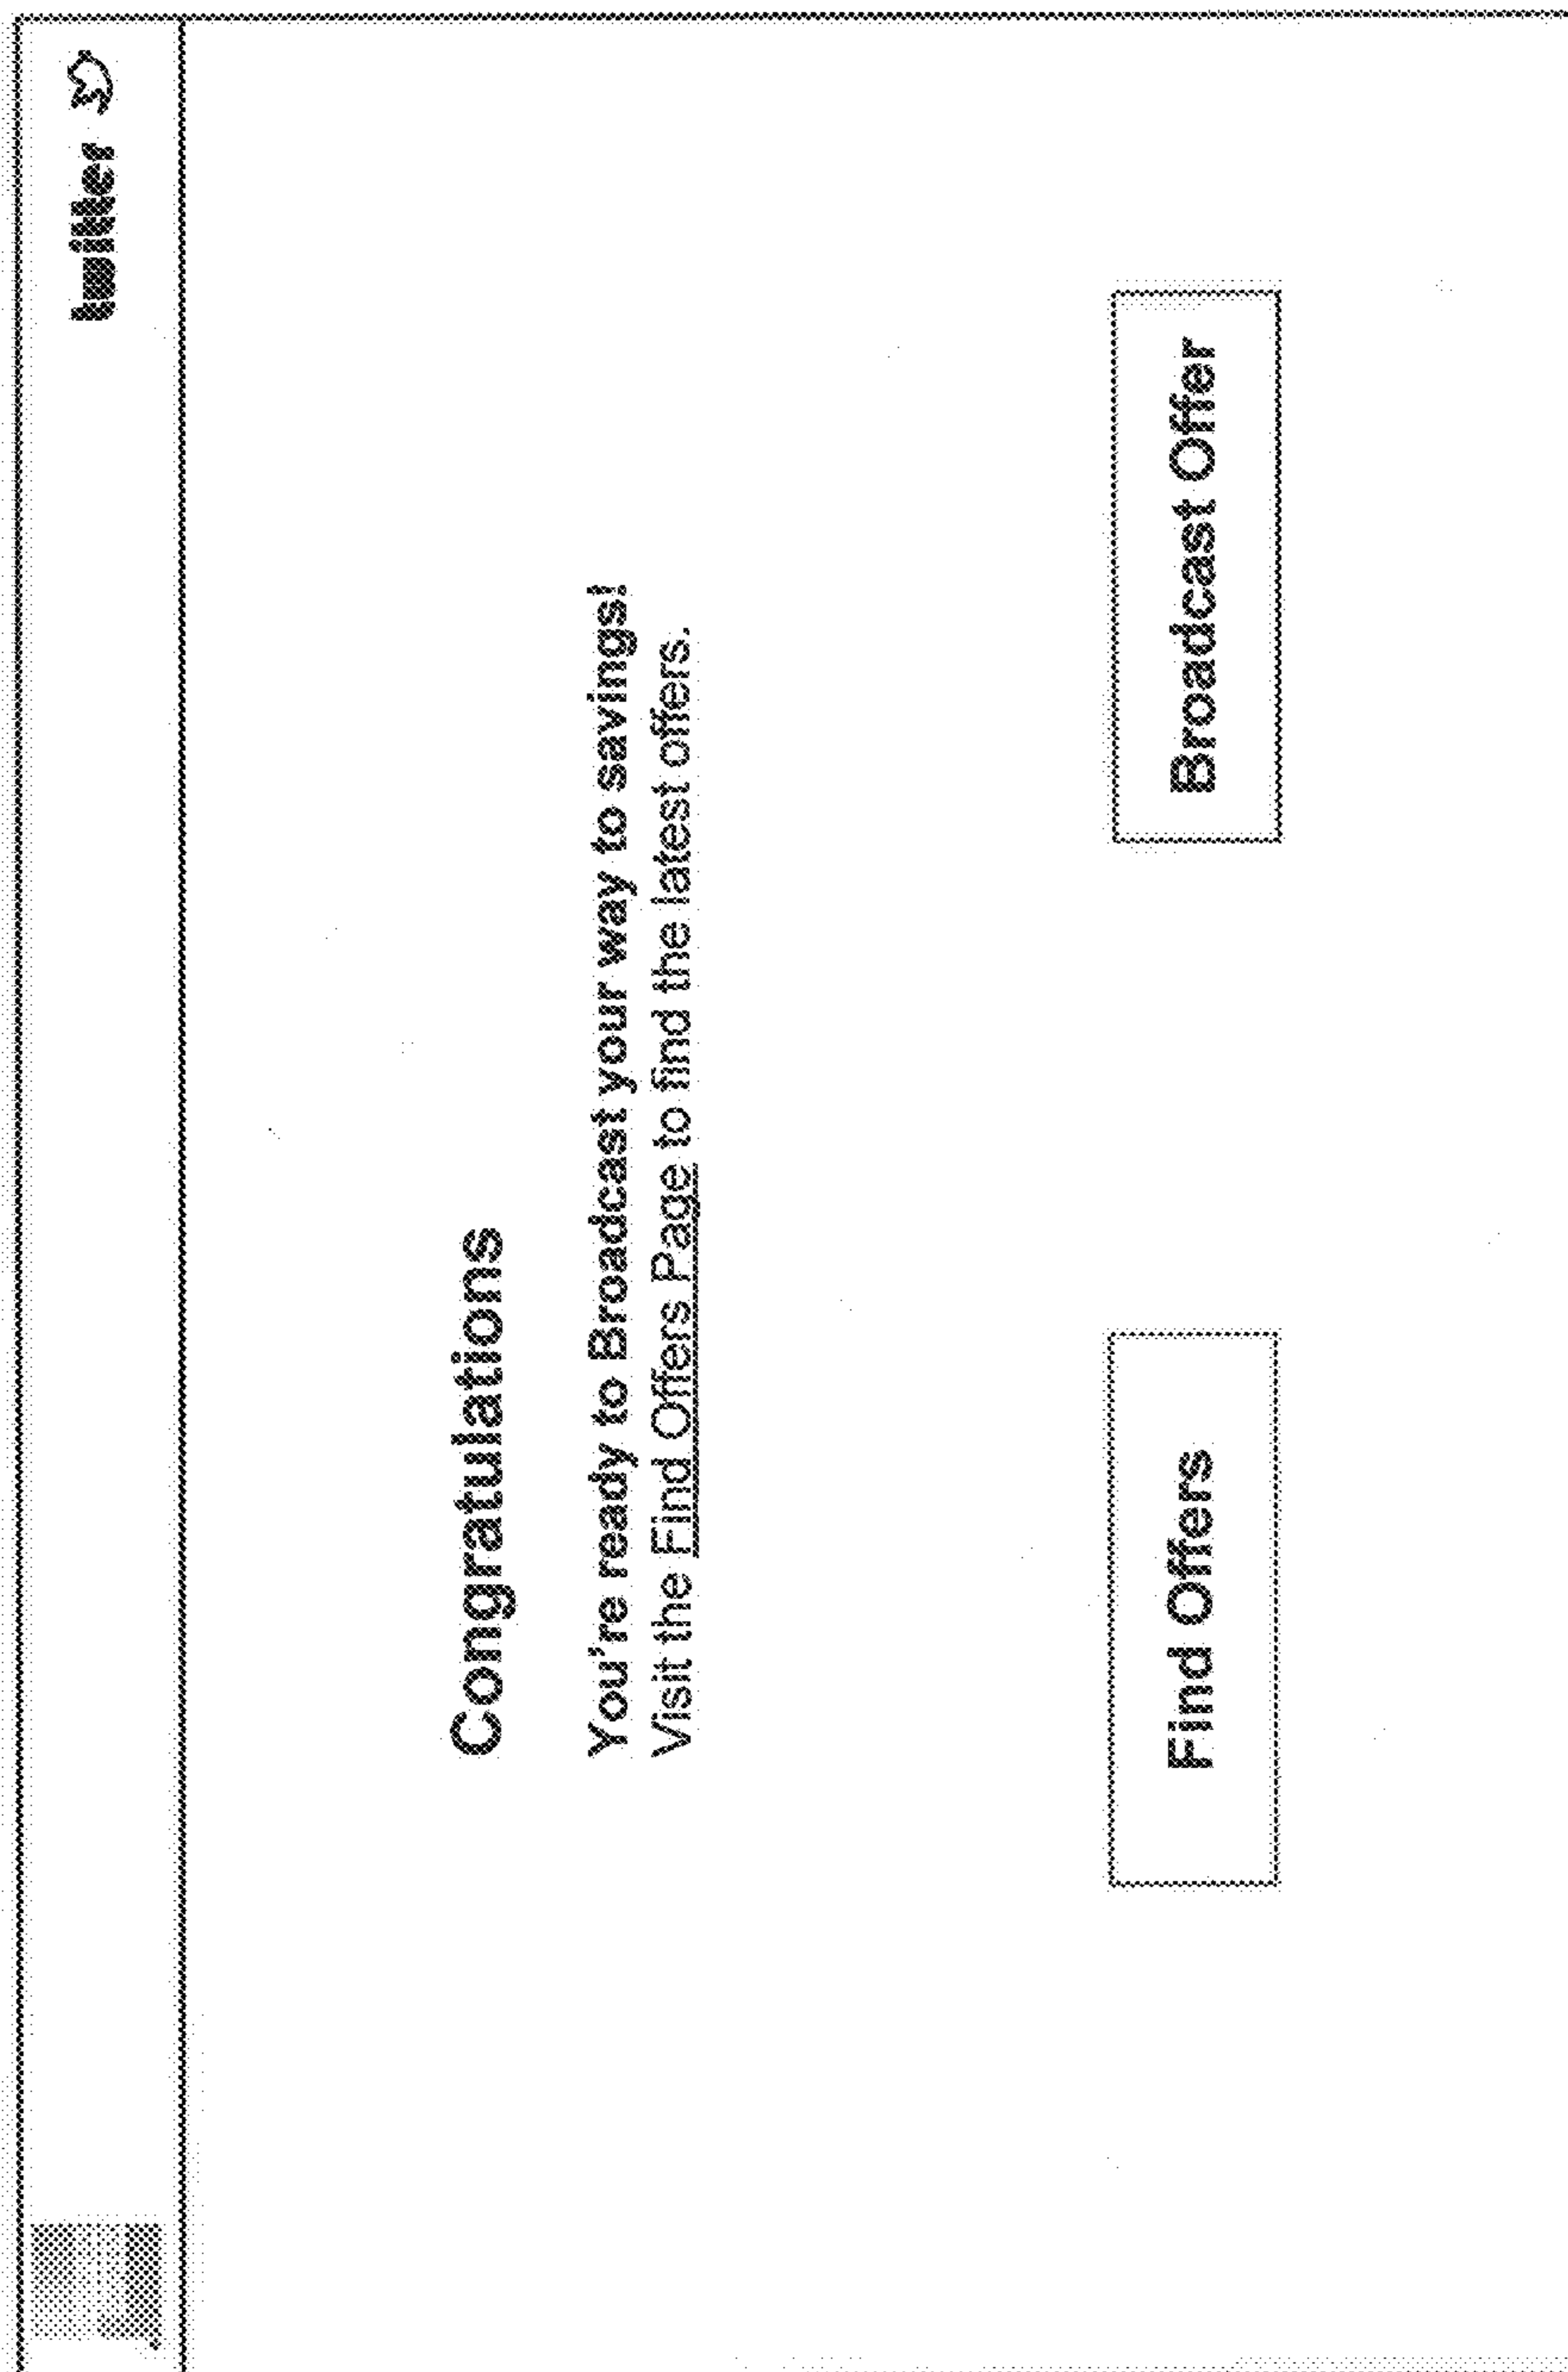 twitter
Congratulations
You're ready to Broadcast your way to savings!
Visit the Find Offers Page to find the latest offers.
Find Offers
Broadcast Offer